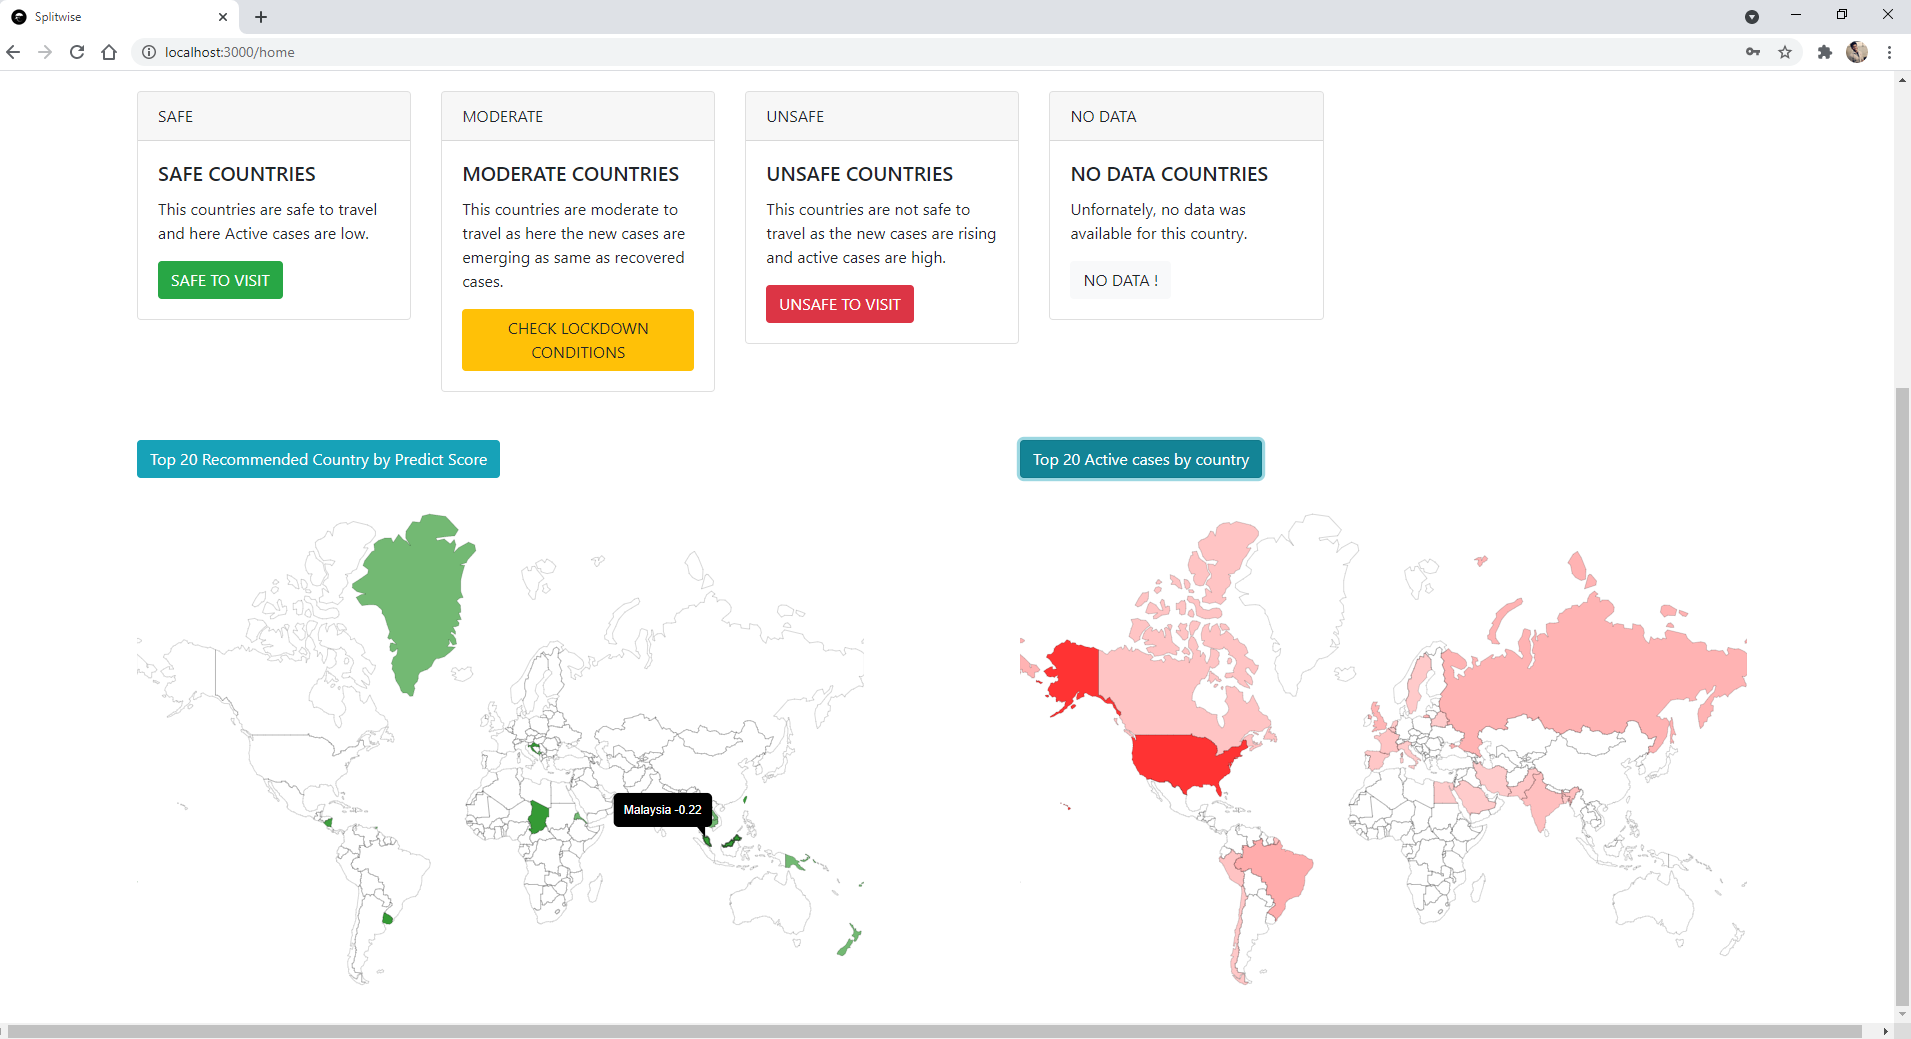 Splitwise
localhost:3000/home
SAFE
SAFE COUNTRIES
This countries are safe to travel
and here Active cases are low.
SAFE TO VISIT
MODERATE
MODERATE COUNTRIES
This countries are moderate to
travel as here the new cases are
emerging as same as recovered
cases.
CHECK LOCKDOWN
CONDITIONS
UNSAFE
UNSAFE COUNTRIES
This countries are not safe to
travel as the new cases are rising
and active cases are high.
UNSAFE TO VISIT
NO DATA
NO DATA COUNTRIES
Unfornately, no data was
available for this country.
NO DATA !
Top 20 Recommended Country by Predict Score
Top 20 Active cases by country
Malaysia -0.22